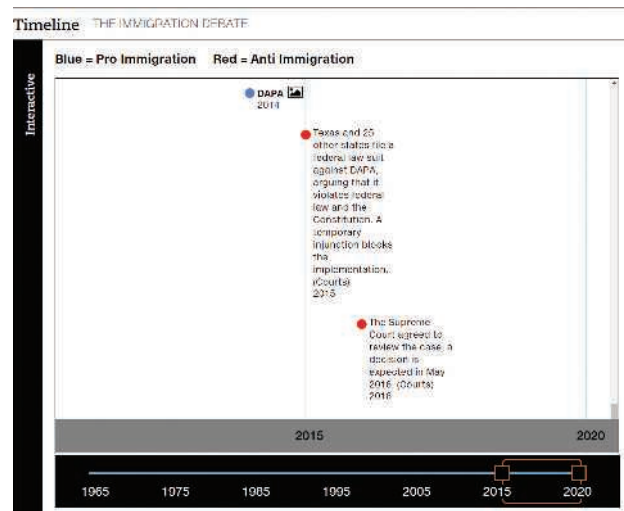 Timeline THE IMMIGRATION DEBATE
Blue = Pro Immigration Red = Anti Immigration
Interactive
DAPA
2014
Texas and 25
other states file a
federal law suit
against DAPA,
arguing that it
violates federal
law and the
Constitution. A
temporary
injunction blocks
the
implementation.
(Courts)
2015
The Supreme
Court agreed to
review the case, a
decision is
expected in May
2016. (Courts)
2016
2015 2020
1965 1975 1985 1995 2005 2015 2020